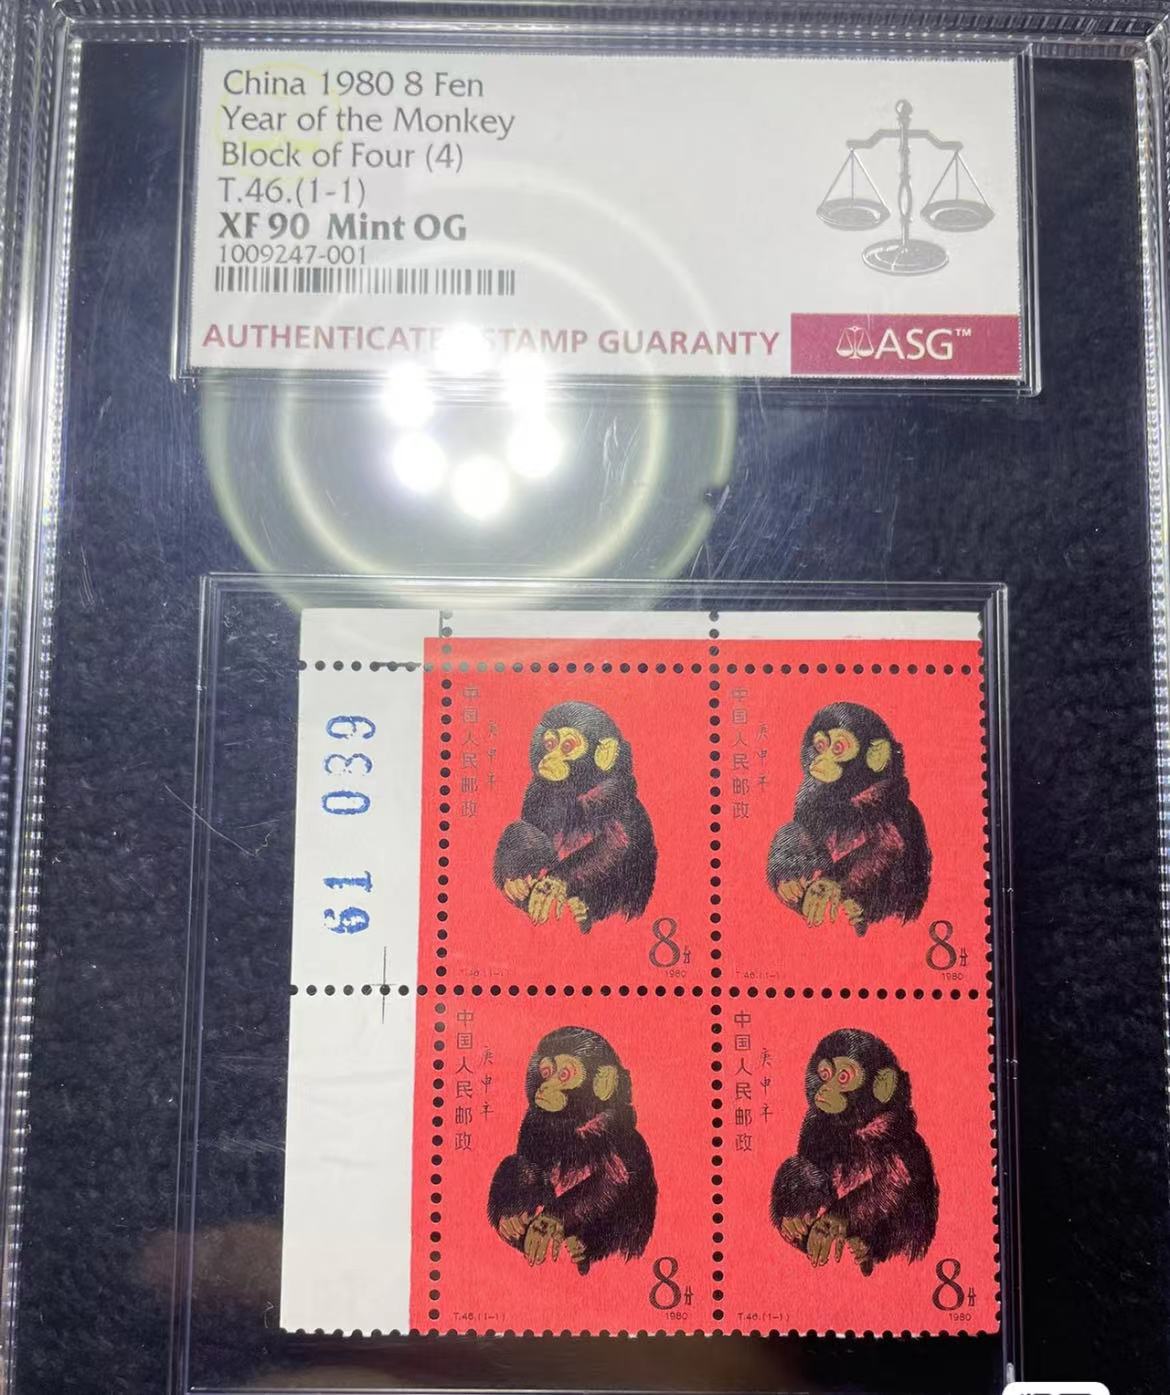 China 1980 8 Fen
Year of the Monkey
Block of Four (4)
T.46.(1-1)
XF 90 Mint OG
1009247-001
AUTHENTICATE STAMP GUARANTY
ASG™
61 039
中国人民邮政
庚申年
8分
T.46.(1-1)
1980
中国人民邮政
庚申年
8分
T.46.(1-1)
1980
中国人民邮政
庚申年
8分
T.46.(1-1)
1980
中国人民邮政
庚申年
8分
T.46.(1-1)
1980